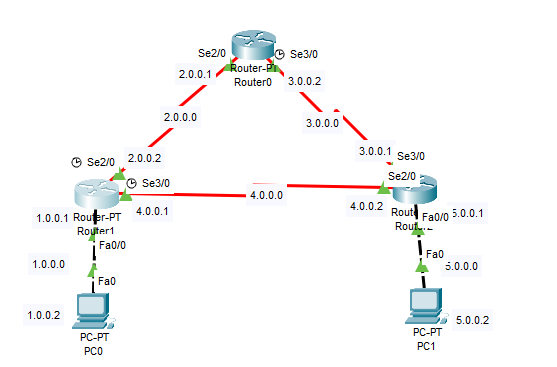 Se2/0
Se3/0
2.0.0.1
Router-PT
Router0
3.0.0.2
2.0.0.0
3.0.0.0
2.0.0.2
3.0.0.1
Se2/0
Se3/0
Se3/0
Se2/0
4.0.0.0
4.0.0.1
4.0.0.2
1.0.0.1
Router-PT
Router1
Fa0/0
5.0.0.1
Fa0/0
1.0.0.0
Fa0
Fa0
5.0.0.0
1.0.0.2
PC-PT
PC0
PC-PT
PC1
5.0.0.2